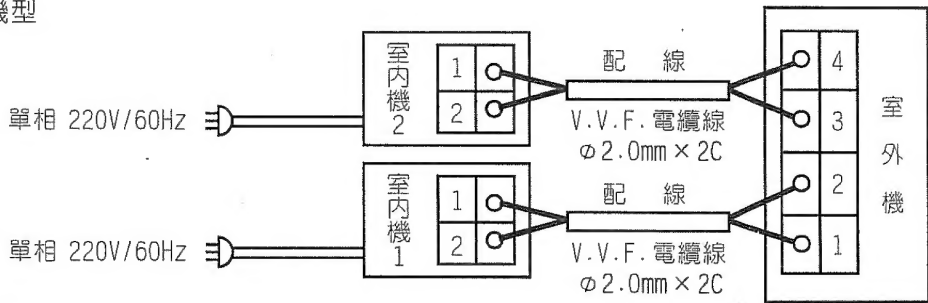 機型
室內機2
1
2
單相 220V/60Hz
配 線
V.V.F.電纜線
φ2.0mm×2C
4
3
2
1
室外機
室內機1
1
2
單相 220V/60Hz
配 線
V.V.F.電纜線
φ2.0mm×2C